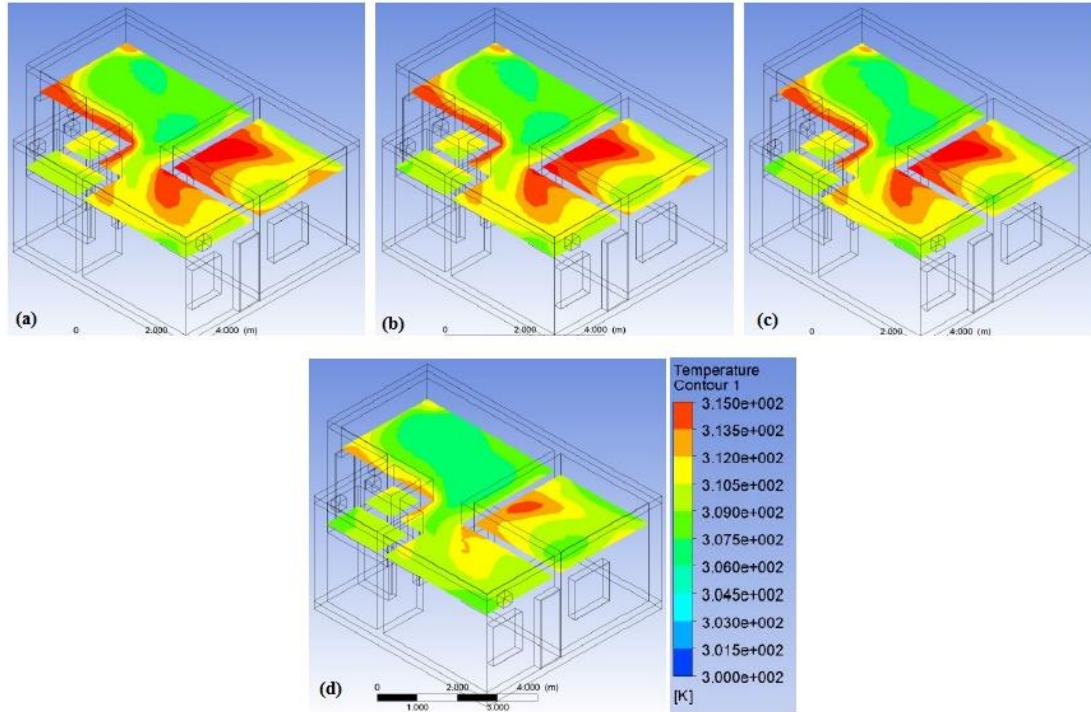 (a)
0 2.000 4.000 (m)
(b)
0 2.000 4.000 (m)
(c)
0 2.000 4.000 (m)
(d)
0 2.000 4.000 (m)
1.000 3.000
Temperature
Contour 1
3.150e+002
3.135e+002
3.120e+002
3.105e+002
3.090e+002
3.075e+002
3.060e+002
3.045e+002
3.030e+002
3.015e+002
3.000e+002
[K]